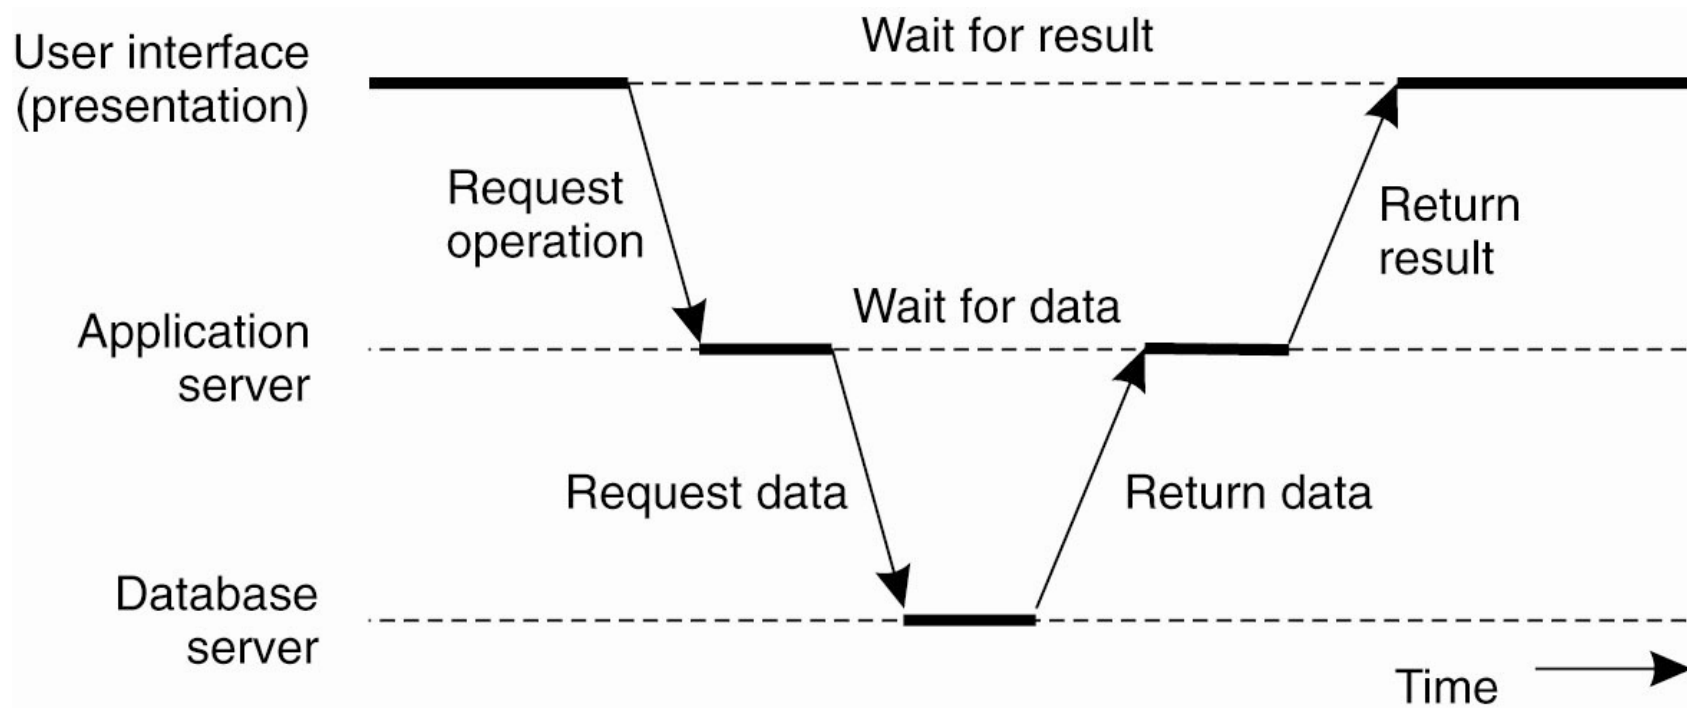 Wait for result
User interface
(presentation)
Request
operation
Return
result
Wait for data
Application
server
Request data
Return data
Database
server
Time